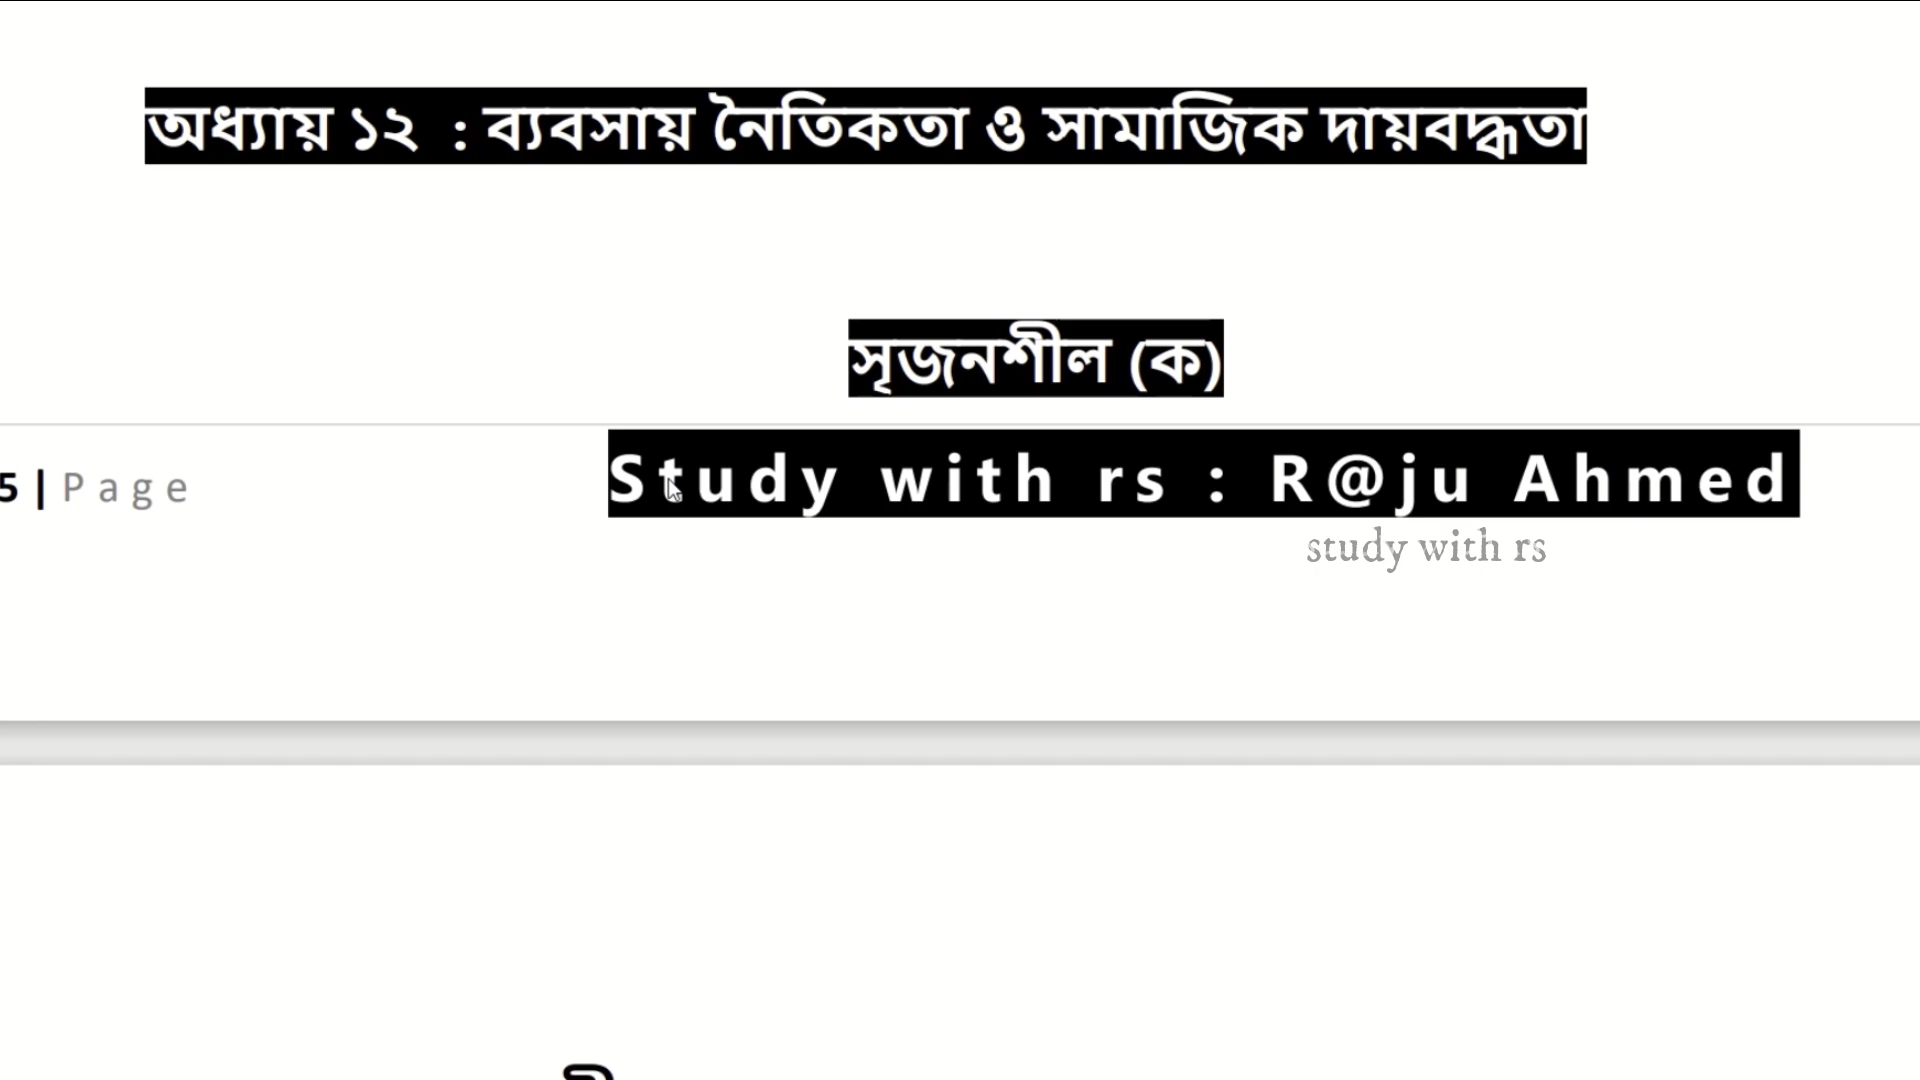 অধ্যায় ১২ : ব্যবসায় নৈতিকতা ও সামাজিক দায়বদ্ধতা
সৃজনশীল (ক)
5 | Page
Study with rs : R@ju Ahmed
study with rs